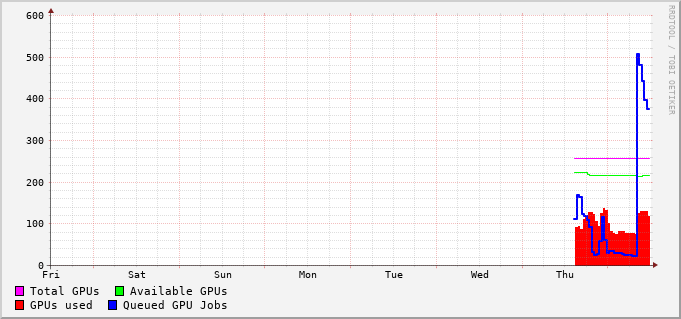 600
500
400
300
200
100
0
Fri Sat Sun Mon Tue Wed Thu
Total GPUs Available GPUs
GPUs used Queued GPU Jobs
RRDTOOL / TOBI OETIKER